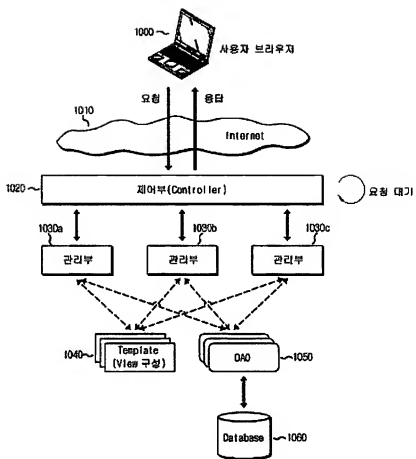 1000
사용자 브라우저
요청
응답
1010
Internet
1020
제어부(Controller)
요청 대기
1030a
1030b
1030c
관리부
관리부
관리부
1040
Template
(View 구성)
DAO
1050
Database
1060